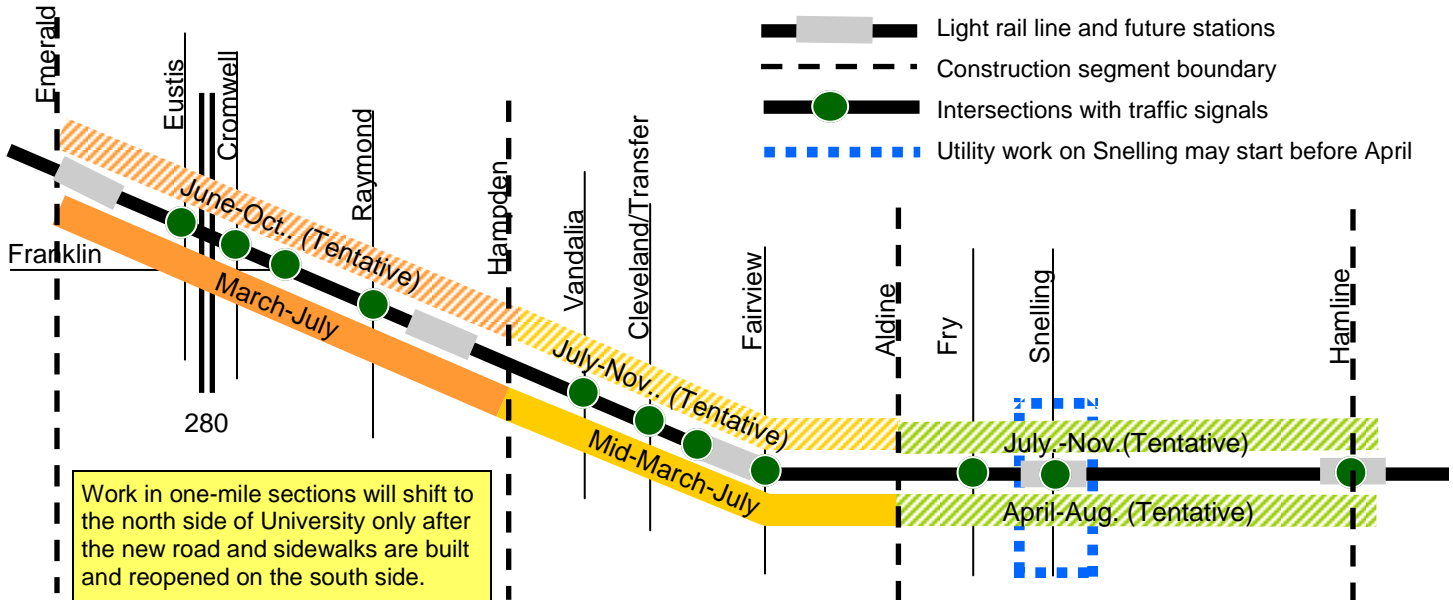 Light rail line and future stations
Construction segment boundary
Intersections with traffic signals
Utility work on Snelling may start before April
Emerald
Eustis
Cromwell
Raymond
Hampden
Vandalia
Cleveland/Transfer
Fairview
Aldine
Fry
Snelling
Hamline
Franklin
280
June-Oct.. (Tentative)
March-July
July-Nov.. (Tentative)
Mid-March-July
July.-Nov.(Tentative)
April-Aug. (Tentative)
Work in one-mile sections will shift to
the north side of University only after
the new road and sidewalks are built
and reopened on the south side.